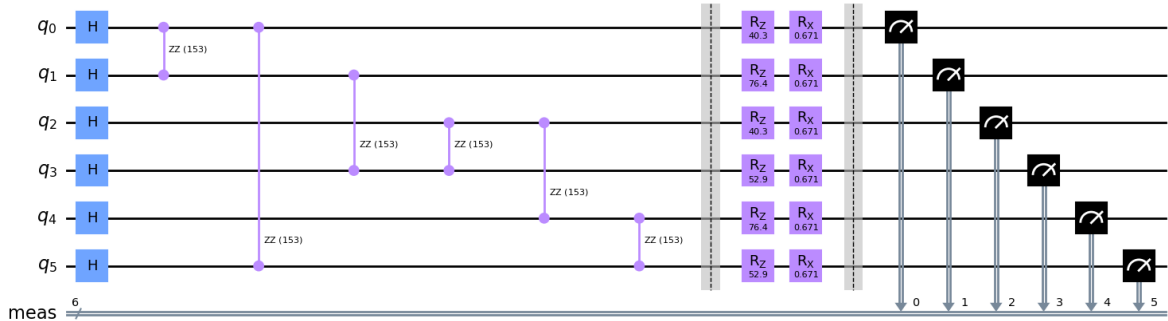 q0 H RZ 40.3 RX 0.671
ZZ (153)
q1 H RZ 76.4 RX 0.671
q2 H RZ 40.3 RX 0.671
ZZ (153) ZZ (153)
q3 H RZ 52.9 RX 0.671
ZZ (153)
q4 H RZ 76.4 RX 0.671
ZZ (153) ZZ (153)
q5 H RZ 52.9 RX 0.671
meas 6 0 1 2 3 4 5